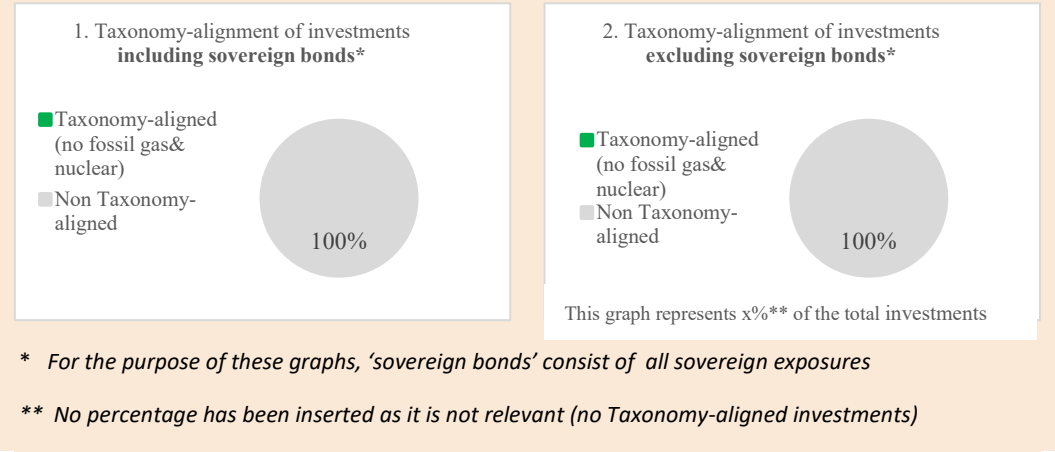 1. Taxonomy-alignment of investments
including sovereign bonds*
Taxonomy-aligned
(no fossil gas&
nuclear)
Non Taxonomy-
aligned
100%
2. Taxonomy-alignment of investments
excluding sovereign bonds*
Taxonomy-aligned
(no fossil gas&
nuclear)
Non Taxonomy-
aligned
100%
This graph represents x%** of the total investments
* For the purpose of these graphs, ‘sovereign bonds’ consist of all sovereign exposures
** No percentage has been inserted as it is not relevant (no Taxonomy-aligned investments)